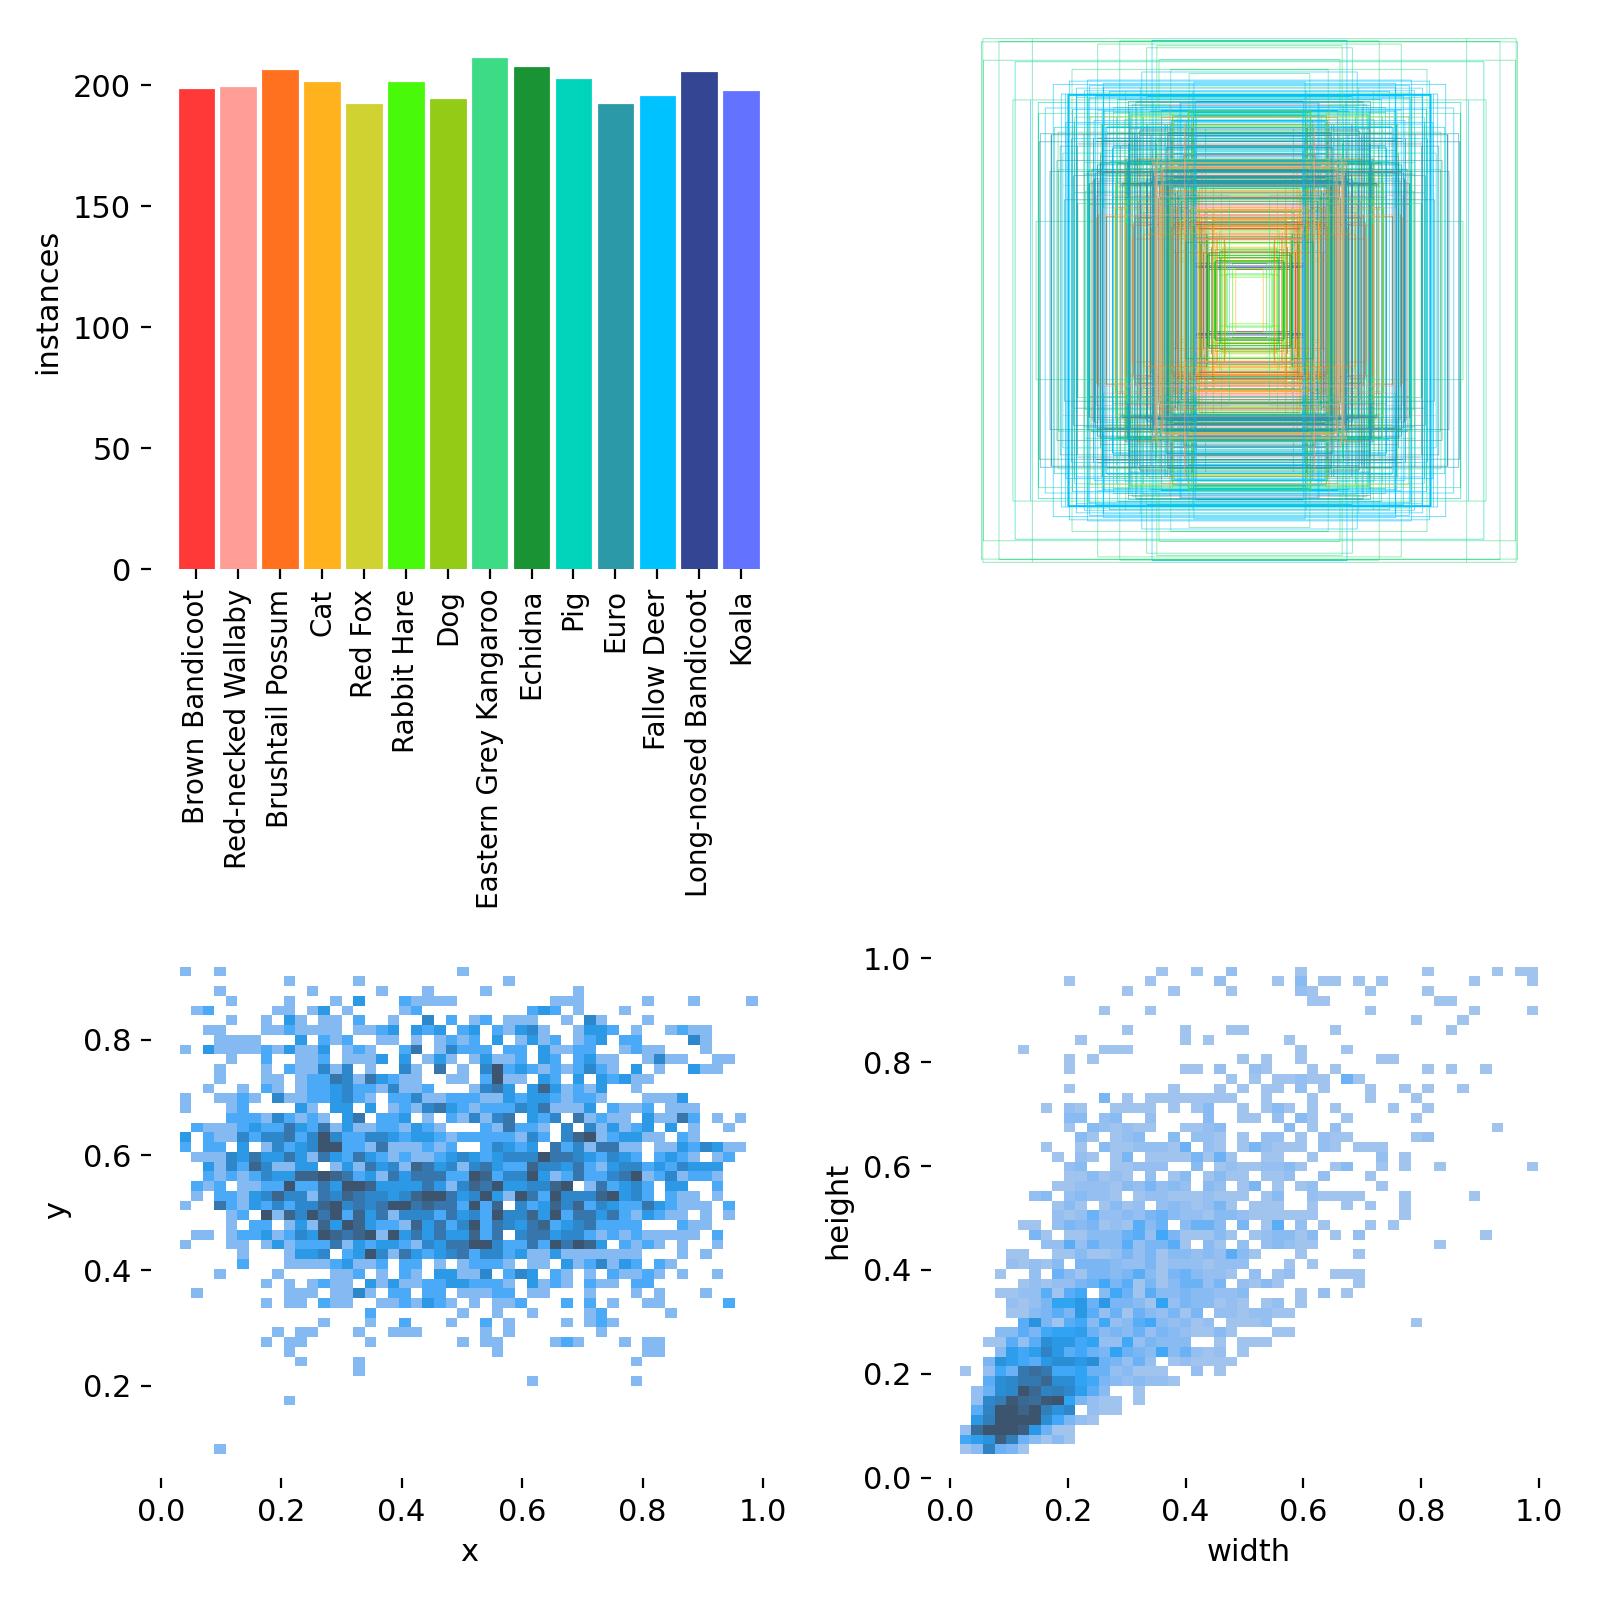 instances
200
150
100
50
0
Brown Bandicoot
Red-necked Wallaby
Brushtail Possum
Cat
Red Fox
Rabbit Hare
Dog
Eastern Grey Kangaroo
Echidna
Pig
Euro
Fallow Deer
Long-nosed Bandicoot
Koala
y
0.8
0.6
0.4
0.2
0.0 0.2 0.4 0.6 0.8 1.0
x
height
1.0
0.8
0.6
0.4
0.2
0.0
0.0 0.2 0.4 0.6 0.8 1.0
width